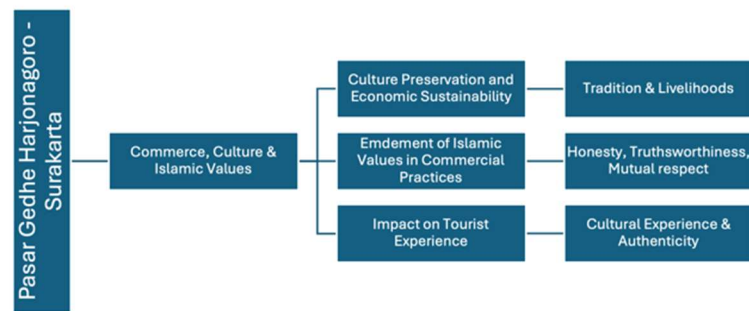 Pasar Gedhe Harjonagoro -
Surakarta
Commerce, Culture &
Islamic Values
Culture Preservation and
Economic Sustainability
Tradition & Livelihoods
Emdement of Islamic
Values in Commercial
Practices
Honesty, Truthsworthiness,
Mutual respect
Impact on Tourist
Experience
Cultural Experience &
Authenticity